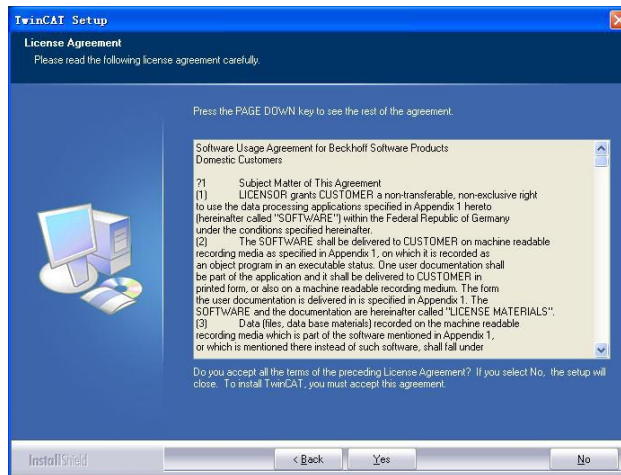 TwinCAT Setup
License Agreement
Please read the following license agreement carefully.
Press the PAGE DOWN key to see the rest of the agreement.
Software Usage Agreement for Beckhoff Software Products
Domestic Customers
?1 Subject Matter of This Agreement
(1) LICENSOR grants CUSTOMER a non-transferable, non-exclusive right
to use the data processing applications specified in Appendix 1 hereto
(hereinafter called "SOFTWARE") within the Federal Republic of Germany
under the conditions specified hereinafter.
(2) The SOFTWARE shall be delivered to CUSTOMER on machine readable
recording media as specified in Appendix 1, on which it is recorded as
an object program in an executable status. One user documentation shall
be part of the application and it shall be delivered to CUSTOMER in
printed form, or also on a machine readable recording medium. The form
the user documentation is delivered in is specified in Appendix 1. The
SOFTWARE and the documentation are hereinafter called "LICENSE MATERIALS".
(3) Data (files, data base materials) recorded on the machine readable
recording media which is part of the software mentioned in Appendix 1,
or which is mentioned there instead of such software, shall fall under
Do you accept all the terms of the preceding License Agreement? If you select No, the setup will
close. To install TwinCAT, you must accept this agreement.
InstallShield
< Back
Yes
No